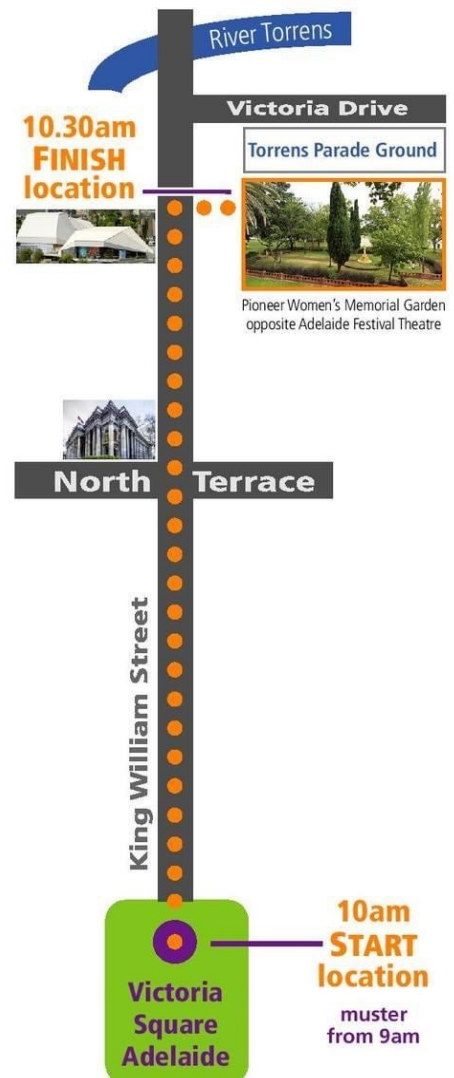 River Torrens
Victoria Drive
10.30am
FINISH
location
Torrens Parade Ground
Pioneer Women's Memorial Garden
opposite Adelaide Festival Theatre
North Terrace
King William Street
10am
START
location
muster
from 9am
Victoria
Square
Adelaide